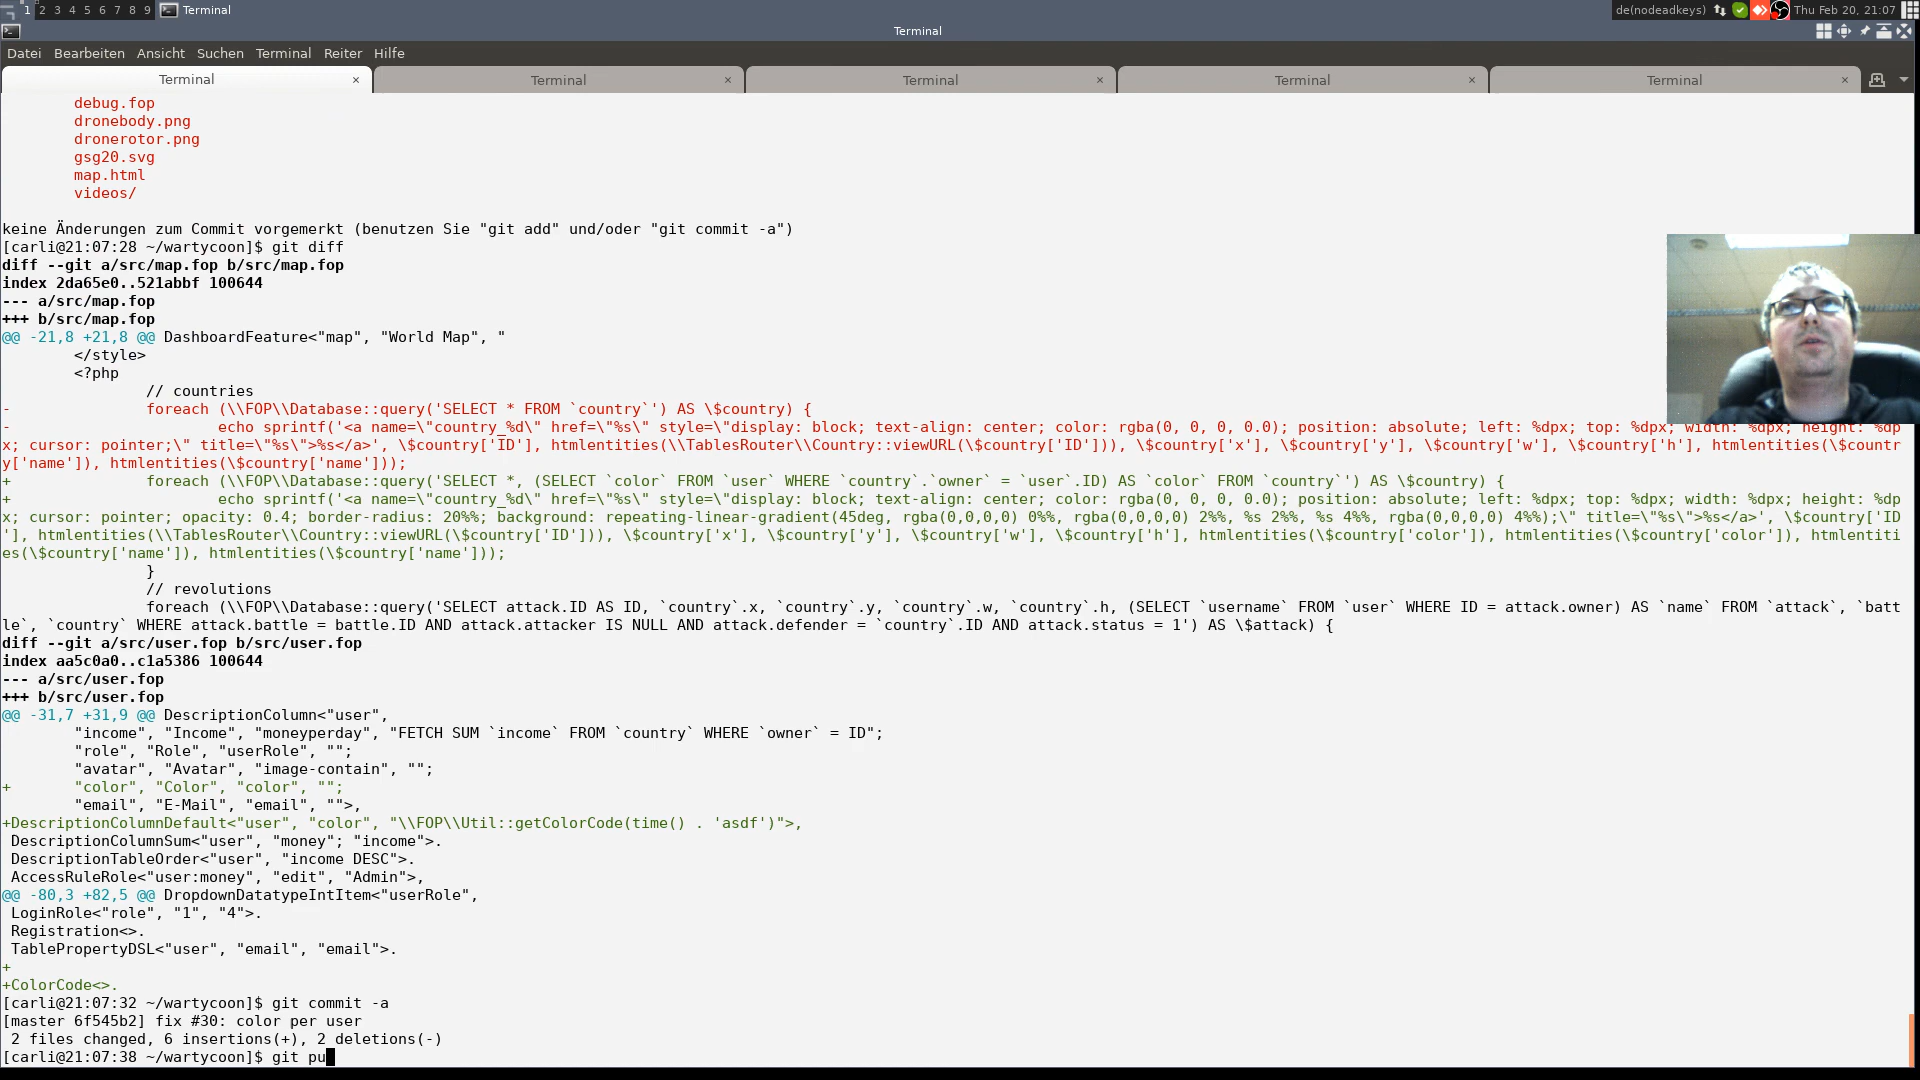 1 2 3 4 5 6 7 8 9 Terminal de(nodeadkeys) Thu Feb 20, 21:07
Terminal
Datei Bearbeiten Ansicht Suchen Terminal Reiter Hilfe
Terminal × Terminal × Terminal × Terminal × Terminal ×
debug.fop
dronebody.png
dronerotor.png
gsg20.svg
map.html
videos/
keine Änderungen zum Commit vorgemerkt (benutzen Sie "git add" und/oder "git commit -a")
[carli@21:07:28 ~/wartycoon]$ git diff
diff --git a/src/map.fop b/src/map.fop
index 2da65e0..521abbf 100644
--- a/src/map.fop
+++ b/src/map.fop
@@ -21,8 +21,8 @@ DashboardFeature<"map", "World Map", "
</style>
<?php
// countries
- foreach (\\FOP\\Database::query('SELECT * FROM `country`') AS \$country) {
- echo sprintf('<a name=\"country_%d\" href=\"%s\" style=\"display: block; text-align: center; color: rgba(0, 0, 0, 0.0); position: absolute; left: %dpx; top: %dpx; width: %dpx; height: %dp
x; cursor: pointer;\" title=\"%s\">%s</a>', \$country['ID'], htmlentities(\\TablesRouter\\Country::viewURL(\$country['ID'])), \$country['x'], \$country['y'], \$country['w'], \$country['h'], htmlentities(\$countr
y['name']), htmlentities(\$country['name']));
+ foreach (\\FOP\\Database::query('SELECT *, (SELECT `color` FROM `user` WHERE `country`.`owner` = `user`.ID) AS `color` FROM `country`') AS \$country) {
+ echo sprintf('<a name=\"country_%d\" href=\"%s\" style=\"display: block; text-align: center; color: rgba(0, 0, 0, 0.0); position: absolute; left: %dpx; top: %dpx; width: %dpx; height: %dp
x; cursor: pointer; opacity: 0.4; border-radius: 20%%; background: repeating-linear-gradient(45deg, rgba(0,0,0,0) 0%%, rgba(0,0,0,0) 2%%, %s 2%%, %s 4%%, rgba(0,0,0,0) 4%%);\" title=\"%s\">%s</a>', \$country['ID
'], htmlentities(\\TablesRouter\\Country::viewURL(\$country['ID'])), \$country['x'], \$country['y'], \$country['w'], \$country['h'], htmlentities(\$country['color']), htmlentities(\$country['color']), htmlentiti
es(\$country['name']), htmlentities(\$country['name']));
}
// revolutions
foreach (\\FOP\\Database::query('SELECT attack.ID AS ID, `country`.x, `country`.y, `country`.w, `country`.h, (SELECT `username` FROM `user` WHERE ID = attack.owner) AS `name` FROM `attack`, `batt
le`, `country` WHERE attack.battle = battle.ID AND attack.attacker IS NULL AND attack.defender = `country`.ID AND attack.status = 1') AS \$attack) {
diff --git a/src/user.fop b/src/user.fop
index aa5c0a0..c1a5386 100644
--- a/src/user.fop
+++ b/src/user.fop
@@ -31,7 +31,9 @@ DescriptionColumn<"user",
"income", "Income", "moneyperday", "FETCH SUM `income` FROM `country` WHERE `owner` = ID";
"role", "Role", "userRole", "";
"avatar", "Avatar", "image-contain", "";
+ "color", "Color", "color", "";
"email", "E-Mail", "email", "">,
+DescriptionColumnDefault<"user", "color", "\\FOP\\Util::getColorCode(time() . 'asdf')">,
DescriptionColumnSum<"user", "money"; "income">.
DescriptionTableOrder<"user", "income DESC">.
AccessRuleRole<"user:money", "edit", "Admin">,
@@ -80,3 +82,5 @@ DropdownDatatypeIntItem<"userRole",
LoginRole<"role", "1", "4">.
Registration<>.
TablePropertyDSL<"user", "email", "email">.
+
+ColorCode<>.
[carli@21:07:32 ~/wartycoon]$ git commit -a
[master 6f545b2] fix #30: color per user
2 files changed, 6 insertions(+), 2 deletions(-)
[carli@21:07:38 ~/wartycoon]$ git pu